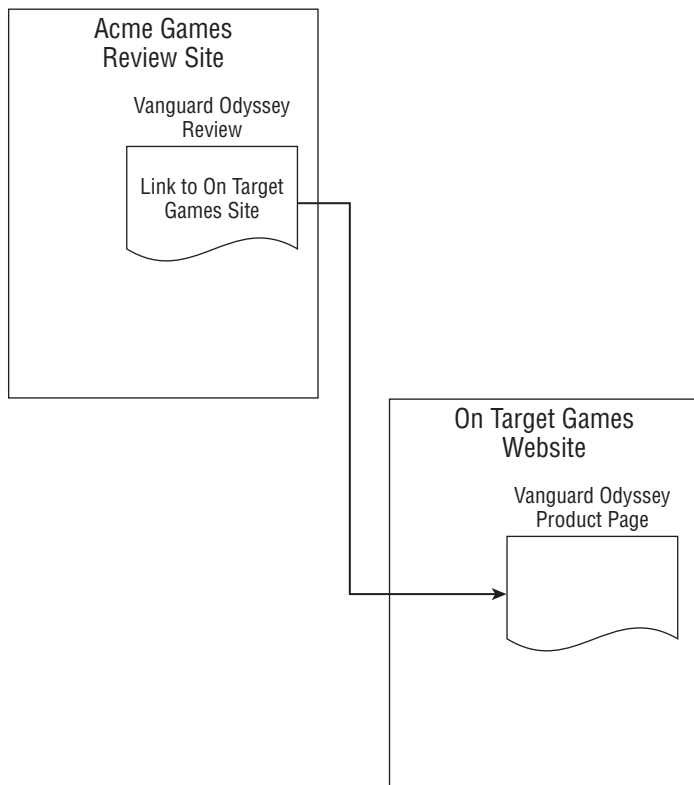 Acme Games
Review Site
Vanguard Odyssey
Review
Link to On Target
Games Site
On Target Games
Website
Vanguard Odyssey
Product Page